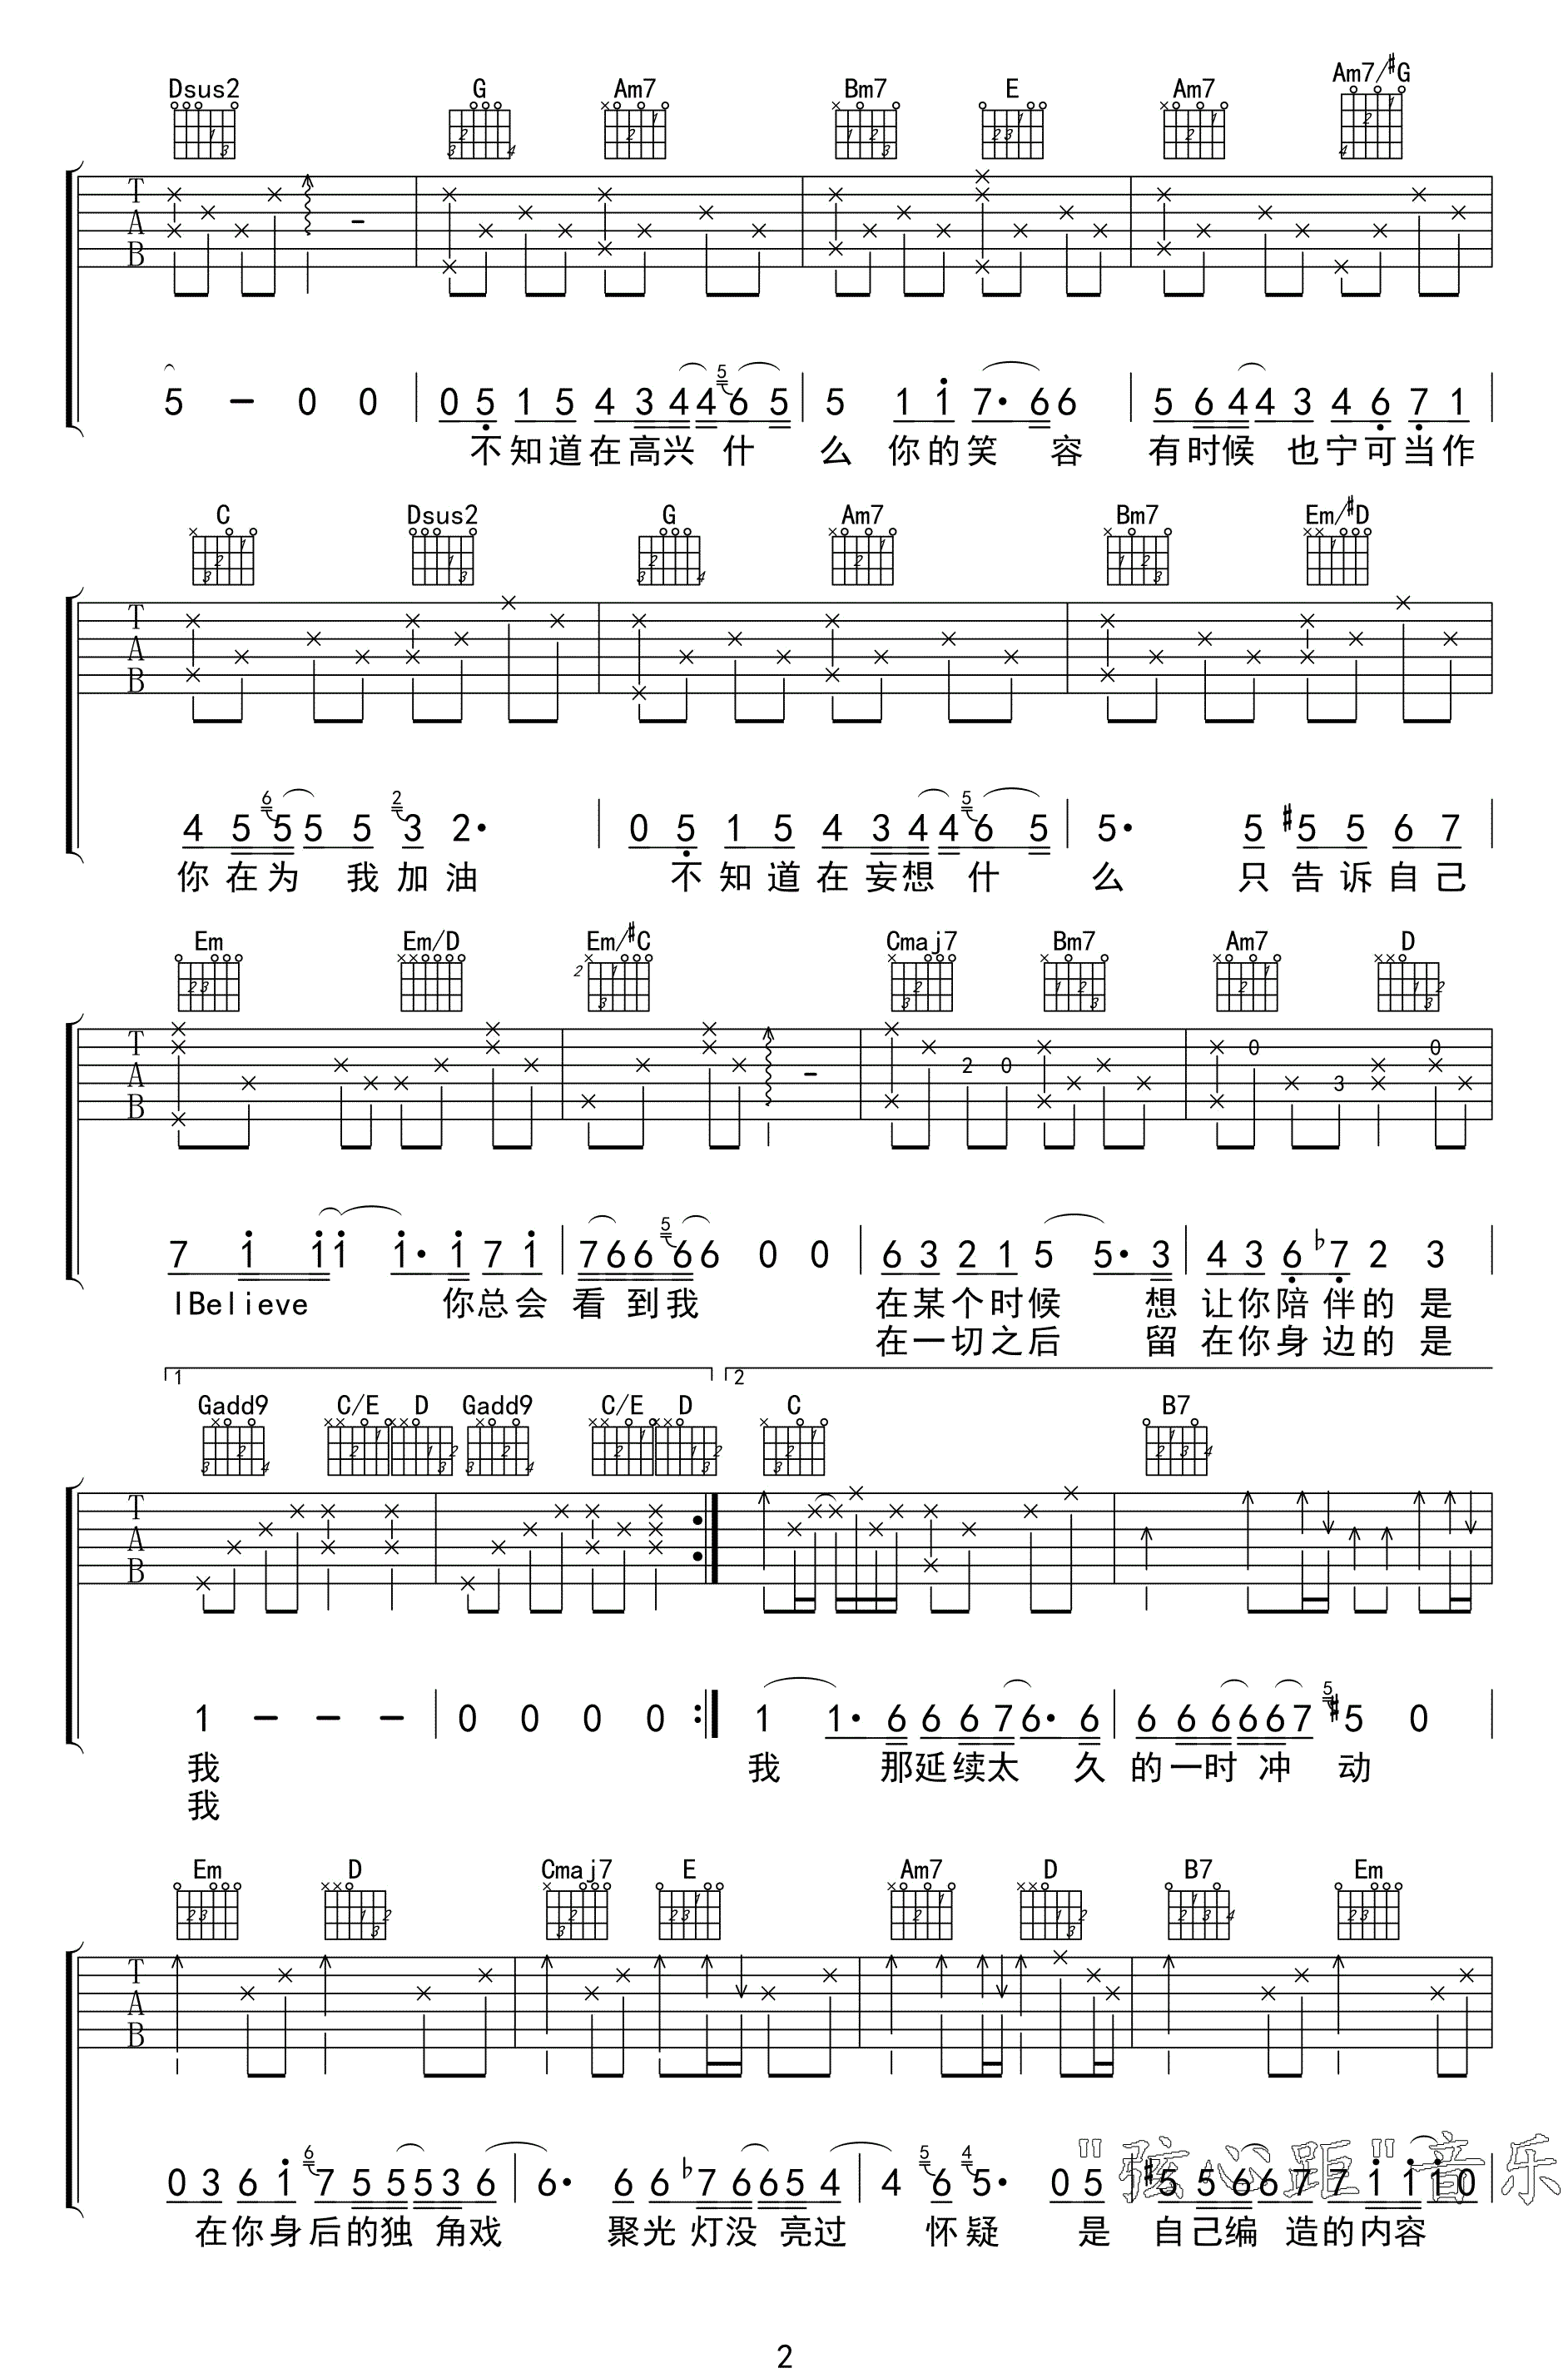 Dsus2 G Am7 Bm7 E Am7 Am7/#G
T
A
B
5 - 0 0 0 5 1 5 4 3 4 4 5 6 5 5 1 1 7· 6 6 5 6 4 4 3 4 6 7 1
不知道在高兴 什 么 你的笑 容 有时候 也宁可当作
C Dsus2 G Am7 Bm7 Em/#D
T
A
B
4 5 6 5 5 5 2 3 2· 0 5 1 5 4 3 4 4 5 6 5 5· 5 #5 5 6 7
你在为 我加油 不知道在妄想 什 么 只告诉自己
Em Em/D Em/#C Cmaj7 Bm7 Am7 D
2
T
A
B
2 0 0 3 0
7 1 1 1 1· 1 7 1 7 6 6 5 6 6 0 0 6 3 2 1 5 5· 3 4 3 6 b7 2 3
IBelieve 你总会 看 到我 在某个时候 想 让你陪伴的 是
在一切之后 留 在你身边的 是
1 2
Gadd9 C/E D Gadd9 C/E D C B7
T
A
B
1 - - - 0 0 0 0 1 1· 6 6 6 7 6· 6 6 6 6 6 6 7 5 #5 0
我 我 那延续太 久 的一时 冲 动
我
Em D Cmaj7 E Am7 D B7 Em
T
A
B
0 3 6 1 6 7 5 5 5 3 6 6· 6 6 b7 6 6 5 4 4 5 6 4 5· 0 5 #5 5 6 6 7 7 1 1 1 0
"弦心距"音乐
在你身后的独 角戏 聚光灯没 亮过 怀疑 是 自己编 造的内容
2